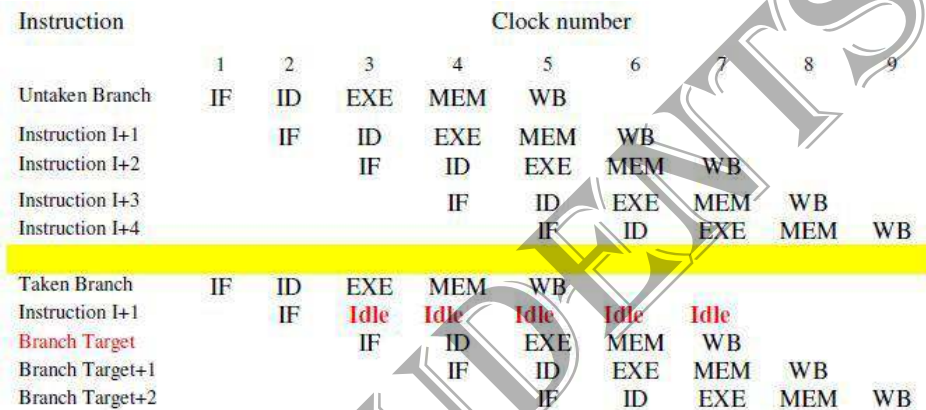 Instruction Clock number
1 2 3 4 5 6 7 8 9
Untaken Branch IF ID EXE MEM WB
Instruction I+1 IF ID EXE MEM WB
Instruction I+2 IF ID EXE MEM WB
Instruction I+3 IF ID EXE MEM WB
Instruction I+4 IF ID EXE MEM WB
Taken Branch IF ID EXE MEM WB
Instruction I+1 IF Idle Idle Idle Idle Idle
Branch Target IF ID EXE MEM WB
Branch Target+1 IF ID EXE MEM WB
Branch Target+2 IF ID EXE MEM WB